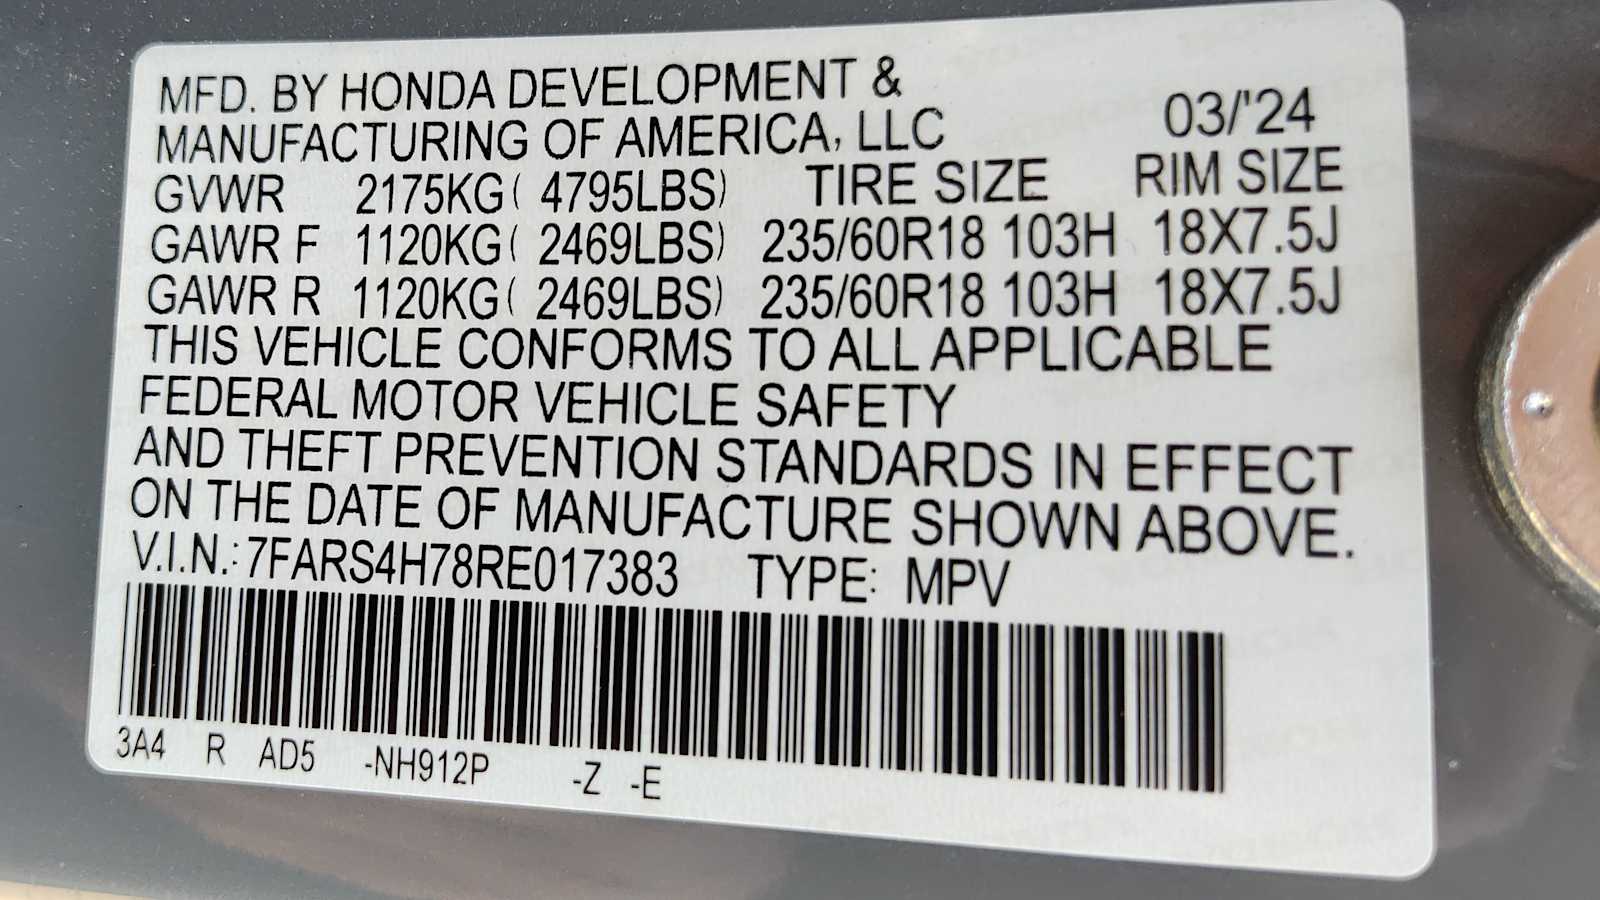 MFD. BY HONDA DEVELOPMENT &
MANUFACTURING OF AMERICA, LLC 03/'24
GVWR 2175KG( 4795LBS) TIRE SIZE RIM SIZE
GAWR F 1120KG( 2469LBS) 235/60R18 103H 18X7.5J
GAWR R 1120KG( 2469LBS) 235/60R18 103H 18X7.5J
THIS VEHICLE CONFORMS TO ALL APPLICABLE
FEDERAL MOTOR VEHICLE SAFETY
AND THEFT PREVENTION STANDARDS IN EFFECT
ON THE DATE OF MANUFACTURE SHOWN ABOVE.
V.I.N.: 7FARS4H78RE017383 TYPE: MPV
3A4 R AD5 -NH912P -Z -E